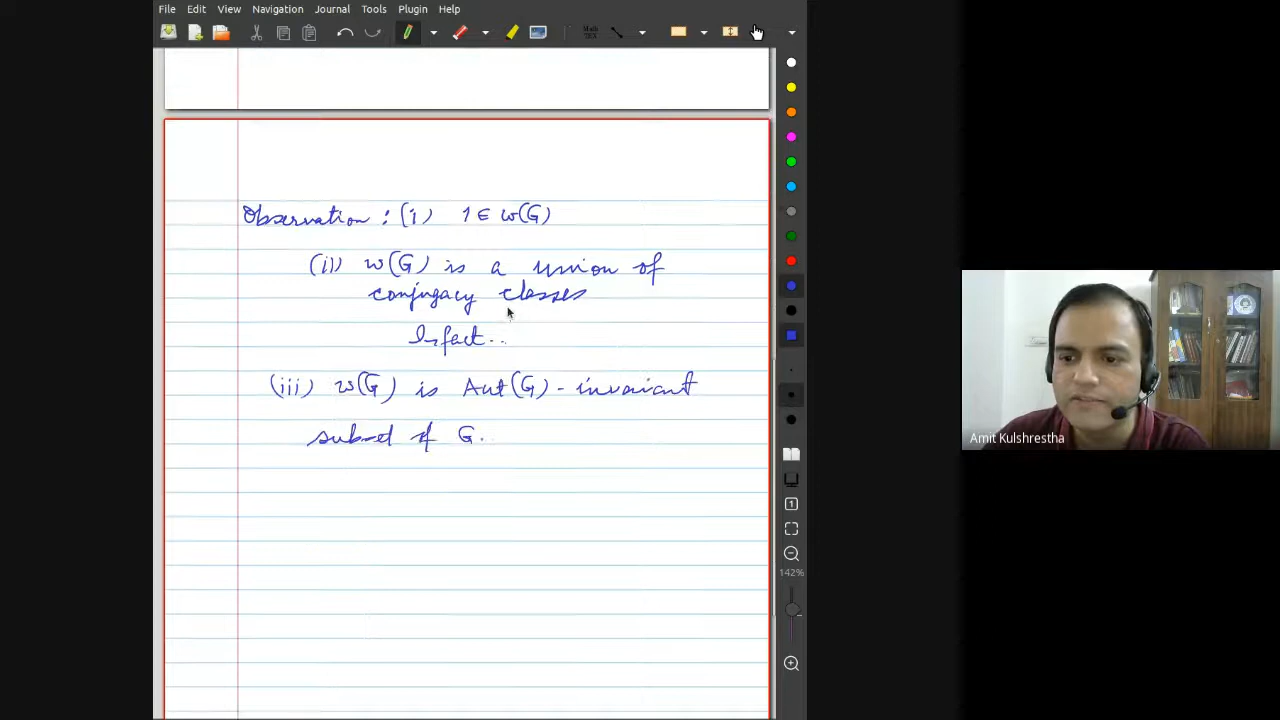 File Edit View Navigation Journal Tools Plugin Help
Observation : (i) 1 ∈ w(G)
(ii) w(G) is a union of
conjugacy classes
Infact..
(iii) w(G) is Aut(G) - invariant
subset of G.
Amit Kulshrestha
1
142%